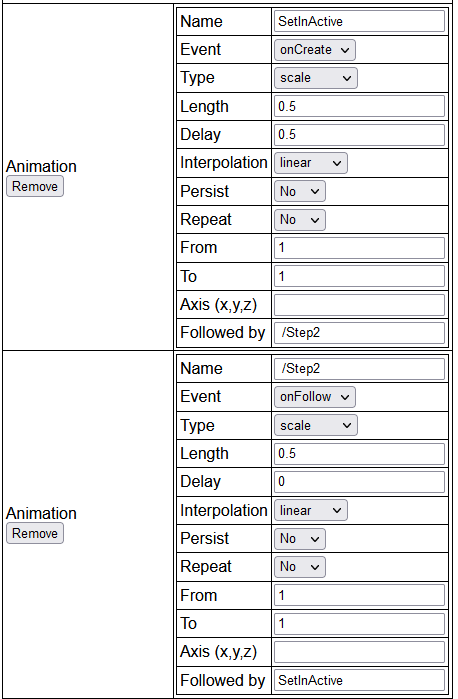 Animation
Remove
Name SetInActive
Event onCreate
Type scale
Length 0.5
Delay 0.5
Interpolation linear
Persist No
Repeat No
From 1
To 1
Axis (x,y,z)
Followed by /Step2
Animation
Remove
Name /Step2
Event onFollow
Type scale
Length 0.5
Delay 0
Interpolation linear
Persist No
Repeat No
From 1
To 1
Axis (x,y,z)
Followed by SetInActive